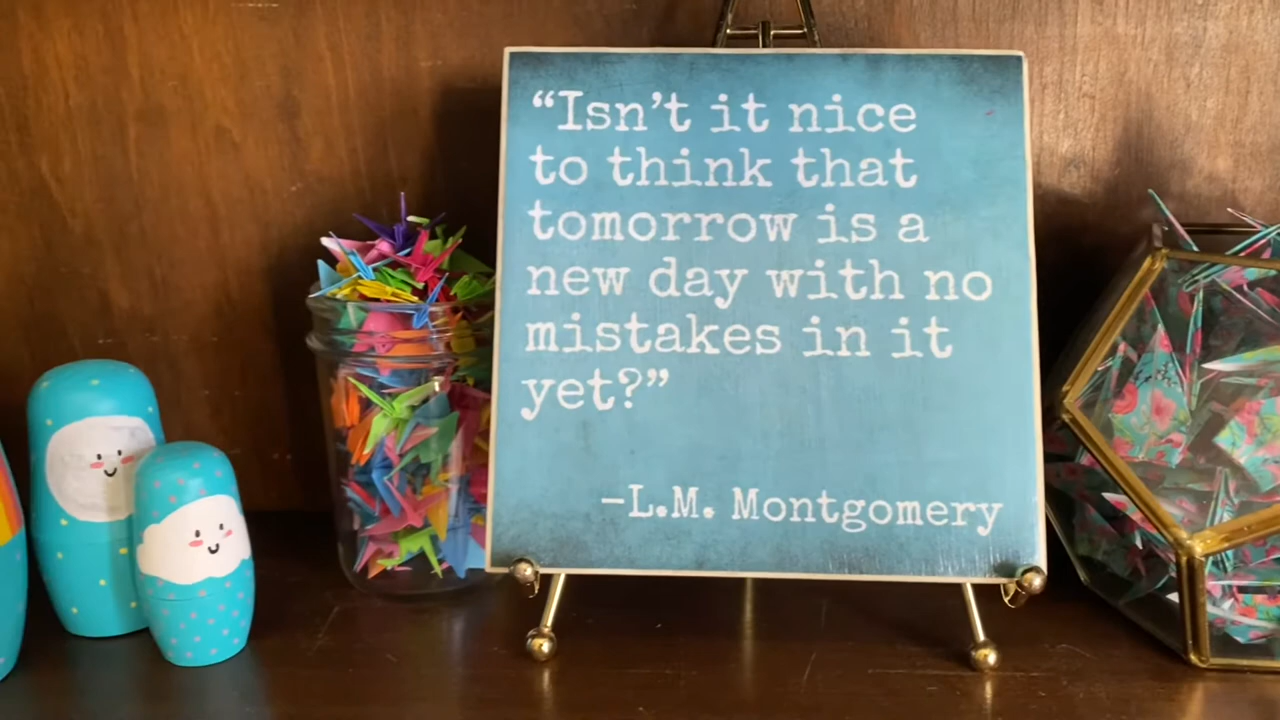 “Isn’t it nice
to think that
tomorrow is a
new day with no
mistakes in it
yet?”
–L.M. Montgomery